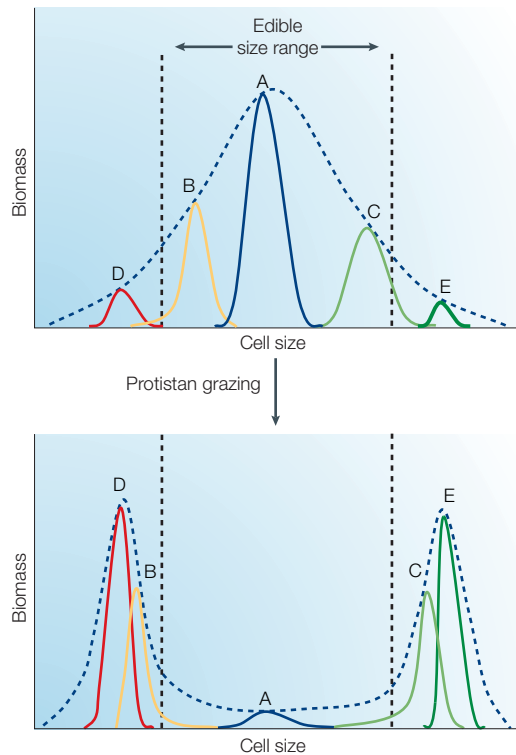 Edible
size range
A
B
C
D
E
Biomass
Cell size
Protistan grazing
D
E
B
C
A
Biomass
Cell size